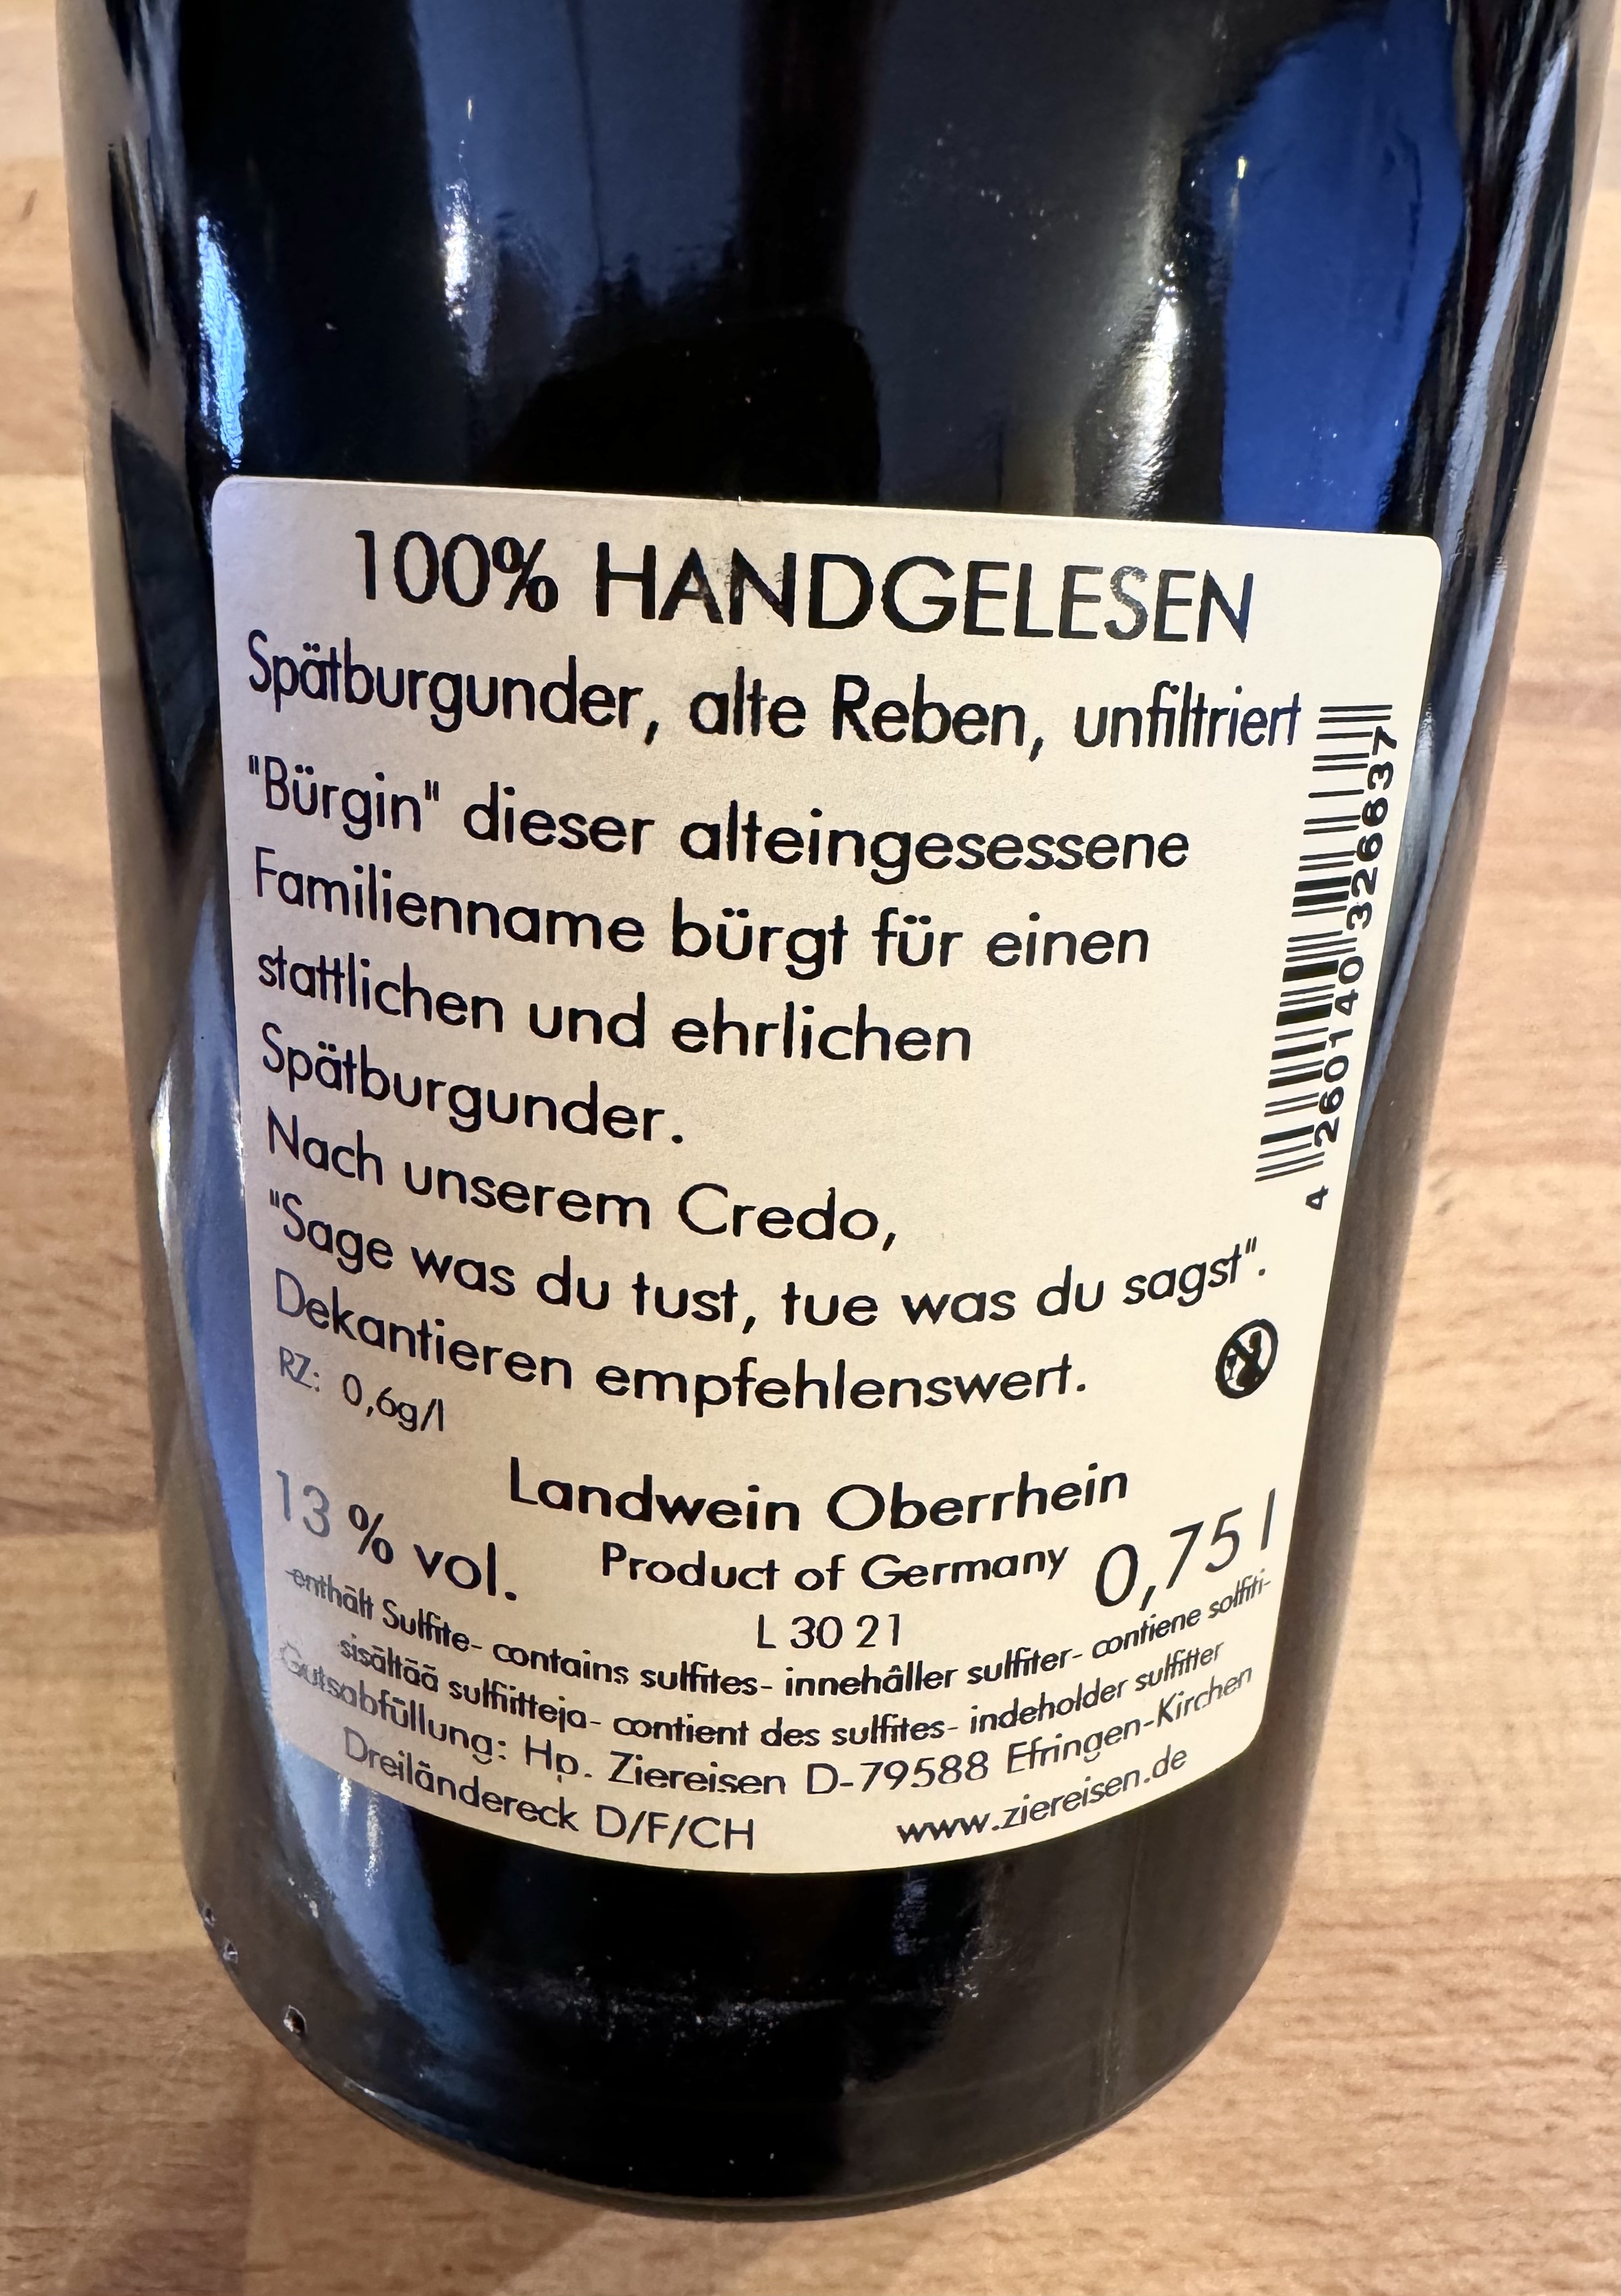 100% HANDGELESEN
Spätburgunder, alte Reben, unfiltriert
"Bürgin" dieser alteingesessene
Familienname bürgt für einen
stattlichen und ehrlichen
Spätburgunder.
Nach unserem Credo,
"Sage was du tust, tue was du sagst".
Dekantieren empfehlenswert.
RZ: 0,6g/l
Landwein Oberrhein
13 % vol. Product of Germany 0,75 l
L 30 21
enthält Sulfite- contains sulfites- innehâller sulfiter- contiene solfiti-
sisältää sulfiitteja- contient des sulfites- indeholder sulfitter
Gutsabfüllung: Hp. Ziereisen D-79588 Efringen-Kirchen
Dreiländereck D/F/CH www.ziereisen.de
4 260140 326637